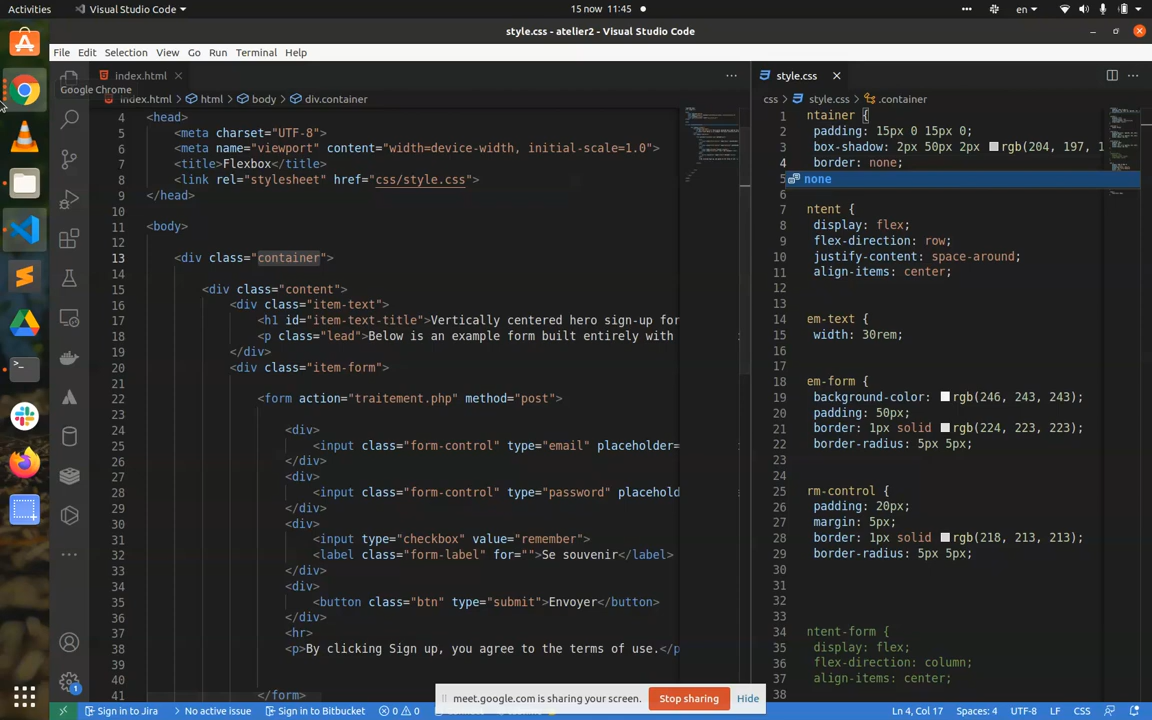 Activities
Visual Studio Code
15 now 11:45
en
style.css - atelier2 - Visual Studio Code
File Edit Selection View Go Run Terminal Help
index.html
style.css
Google Chrome
index.html html body div.container
css style.css .container
4 <head>
5 <meta charset="UTF-8">
6 <meta name="viewport" content="width=device-width, initial-scale=1.0">
7 <title>Flexbox</title>
8 <link rel="stylesheet" href="css/style.css">
9 </head>
10
11 <body>
12
13 <div class="container">
14
15 <div class="content">
16 <div class="item-text">
17 <h1 id="item-text-title">Vertically centered hero sign-up for
18 <p class="lead">Below is an example form built entirely with
19 </div>
20 <div class="item-form">
21
22 <form action="traitement.php" method="post">
23
24 <div>
25 <input class="form-control" type="email" placeholder=
26 </div>
27 <div>
28 <input class="form-control" type="password" placehold
29 </div>
30 <div>
31 <input type="checkbox" value="remember">
32 <label class="form-label" for="">Se souvenir</label>
33 </div>
34 <div>
35 <button class="btn" type="submit">Envoyer</button>
36 </div>
37 <hr>
38 <p>By clicking Sign up, you agree to the terms of use.</p
39
40
41 </form>
1 ntainer {
2 padding: 15px 0 15px 0;
3 box-shadow: 2px 50px 2px rgb(204, 197, 1
4 border: none;
5 none
6
7 ntent {
8 display: flex;
9 flex-direction: row;
10 justify-content: space-around;
11 align-items: center;
12
13
14 em-text {
15 width: 30rem;
16
17
18 em-form {
19 background-color: rgb(246, 243, 243);
20 padding: 50px;
21 border: 1px solid rgb(224, 223, 223);
22 border-radius: 5px 5px;
23
24
25 rm-control {
26 padding: 20px;
27 margin: 5px;
28 border: 1px solid rgb(218, 213, 213);
29 border-radius: 5px 5px;
30
31
32
33
34 ntent-form {
35 display: flex;
36 flex-direction: column;
37 align-items: center;
38
meet.google.com is sharing your screen. Stop sharing Hide
Sign in to Jira No active issue Sign in to Bitbucket 0 0
Ln 4, Col 17 Spaces: 4 UTF-8 LF CSS
1